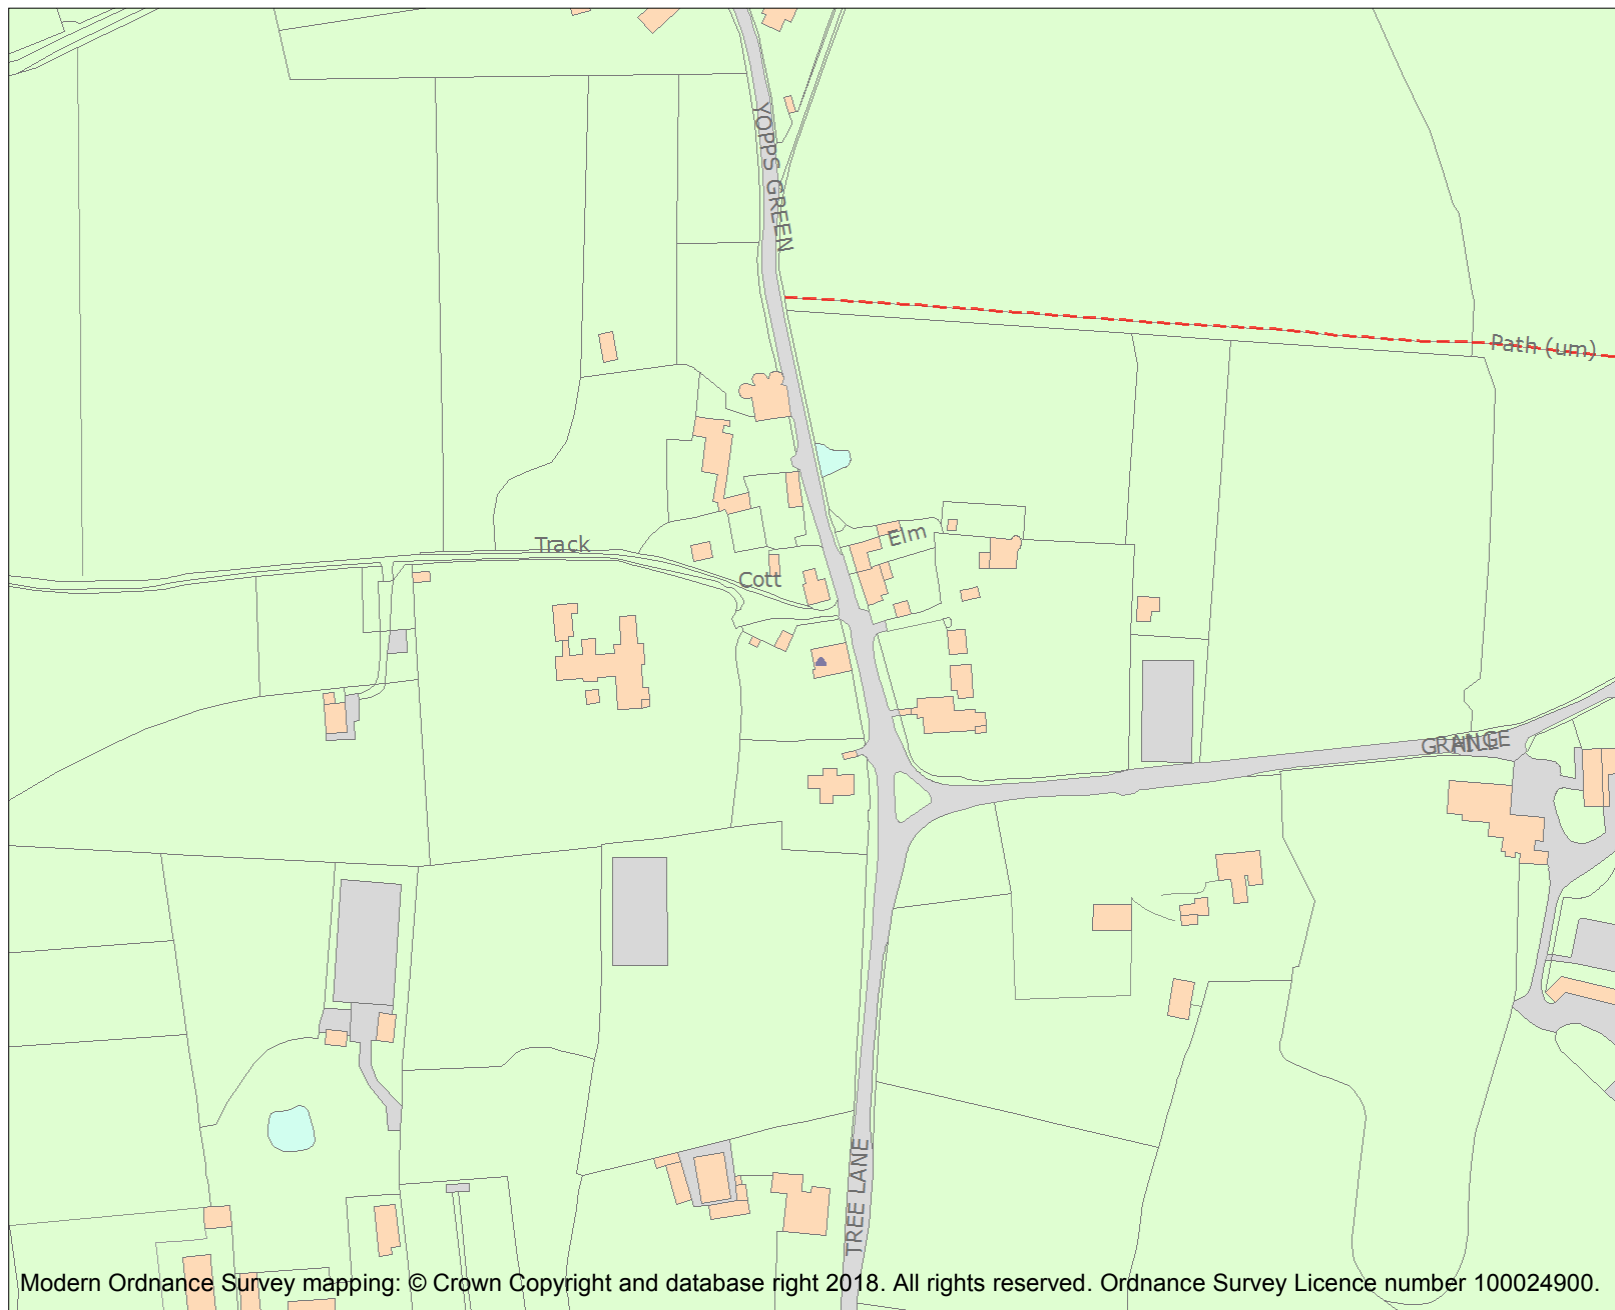 YOPPS GREEN
Path (um)
Elm
Track
Cott
GRANGE
HILL
TREE LANE
Modern Ordnance Survey mapping: © Crown Copyright and database right 2018. All rights reserved. Ordnance Survey Licence number 100024900.